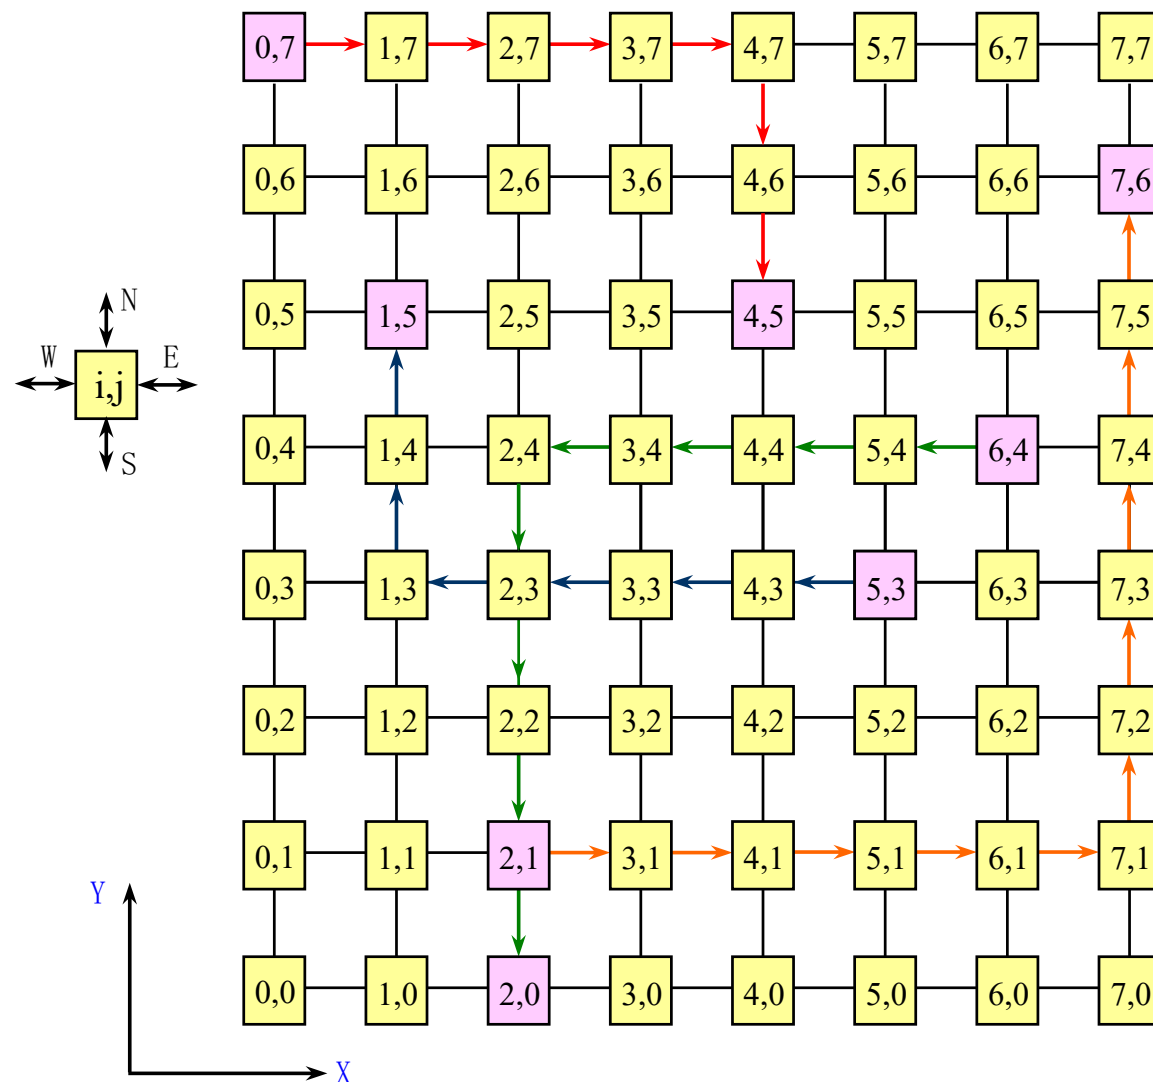 0,7 1,7 2,7 3,7 4,7 5,7 6,7 7,7
0,6 1,6 2,6 3,6 4,6 5,6 6,6 7,6
0,5 1,5 2,5 3,5 4,5 5,5 6,5 7,5
N
W E
i,j
S
0,4 1,4 2,4 3,4 4,4 5,4 6,4 7,4
0,3 1,3 2,3 3,3 4,3 5,3 6,3 7,3
0,2 1,2 2,2 3,2 4,2 5,2 6,2 7,2
0,1 1,1 2,1 3,1 4,1 5,1 6,1 7,1
Y
0,0 1,0 2,0 3,0 4,0 5,0 6,0 7,0
X